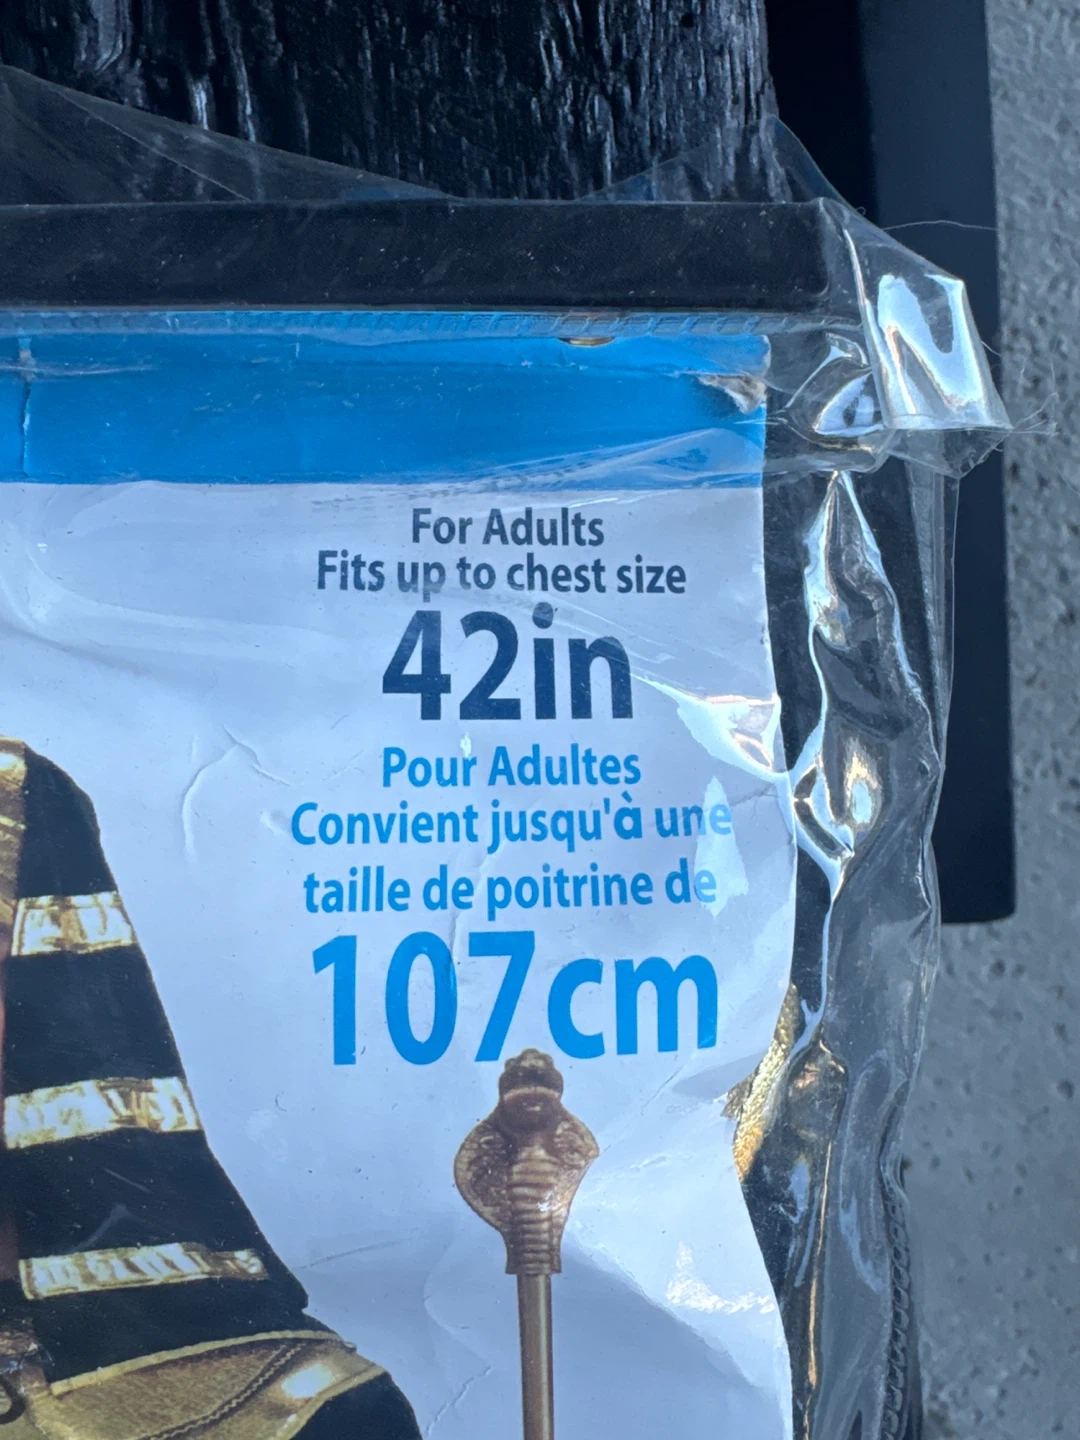 For Adults
Fits up to chest size
42in
Pour Adultes
Convient jusqu'à une
taille de poitrine de
107cm